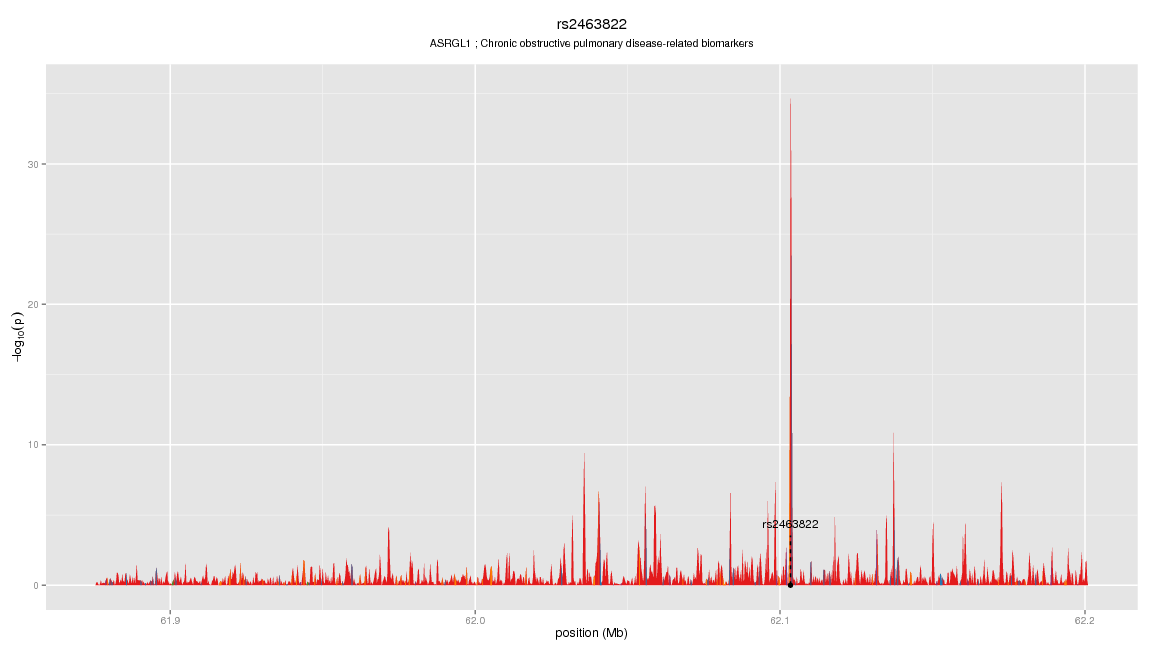 rs2463822
ASRGL1 ; Chronic obstructive pulmonary disease-related biomarkers
−log10(p)
30
20
10
0
rs2463822
61.9
62.0
62.1
62.2
position (Mb)